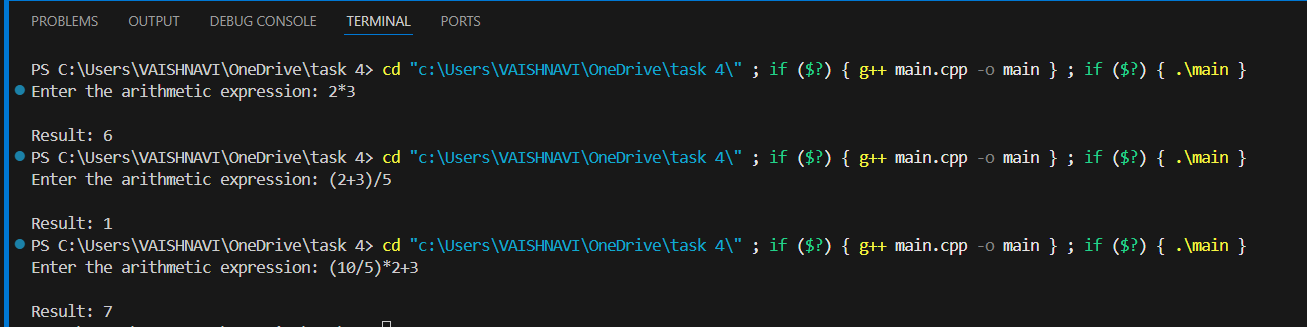 PROBLEMS OUTPUT DEBUG CONSOLE TERMINAL PORTS
PS C:\Users\VAISHNAVI\OneDrive\task 4> cd "c:\Users\VAISHNAVI\OneDrive\task 4\" ; if ($?) { g++ main.cpp -o main } ; if ($?) { .\main }
Enter the arithmetic expression: 2*3
Result: 6
PS C:\Users\VAISHNAVI\OneDrive\task 4> cd "c:\Users\VAISHNAVI\OneDrive\task 4\" ; if ($?) { g++ main.cpp -o main } ; if ($?) { .\main }
Enter the arithmetic expression: (2+3)/5
Result: 1
PS C:\Users\VAISHNAVI\OneDrive\task 4> cd "c:\Users\VAISHNAVI\OneDrive\task 4\" ; if ($?) { g++ main.cpp -o main } ; if ($?) { .\main }
Enter the arithmetic expression: (10/5)*2+3
Result: 7